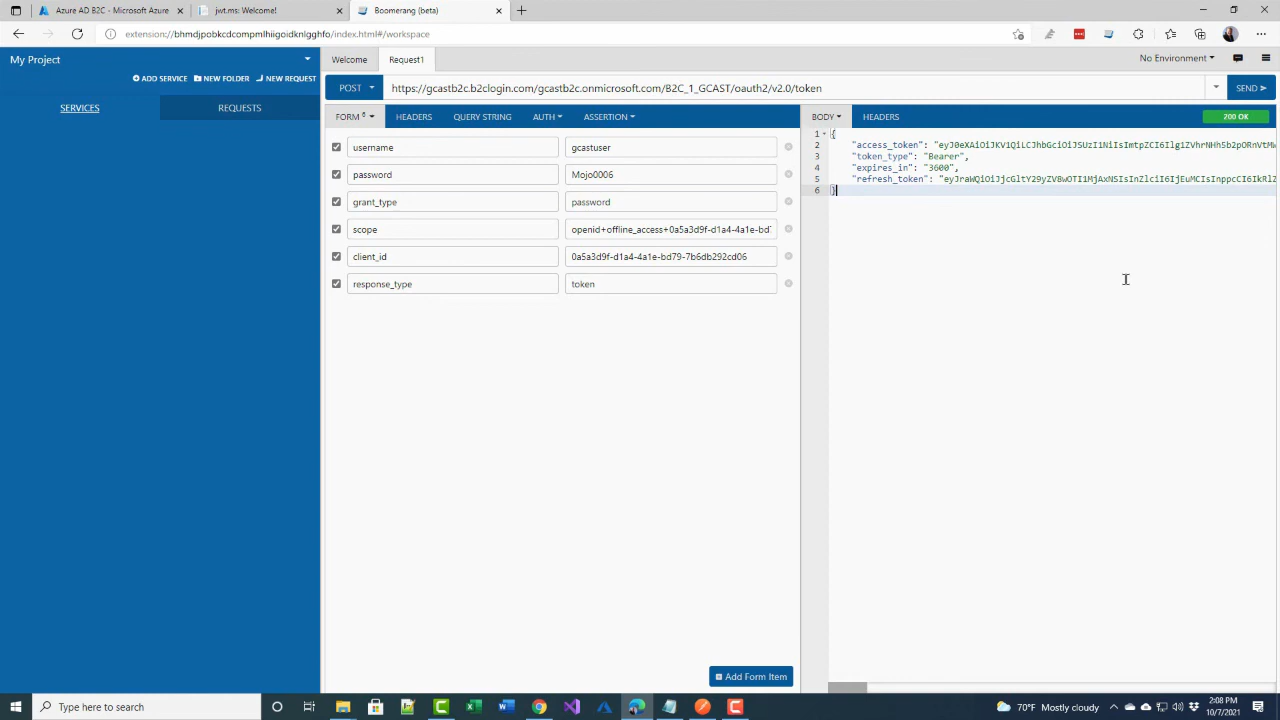 Azure AD B2C - Microsoft Azure
jwt.ms: Welcome!
Boomerang (beta)
extension://bhmdjpobkcdcompmlhiigoidknlgghfo/index.html#/workspace
My Project
ADD SERVICE NEW FOLDER NEW REQUEST
SERVICES REQUESTS
Welcome Request1
No Environment
POST https://gcastb2c.b2clogin.com/gcastb2c.onmicrosoft.com/B2C_1_GCAST/oauth2/v2.0/token SEND
FORM 6 HEADERS QUERY STRING AUTH ASSERTION
username gcastuser
password Mojo0006
grant_type password
scope openid+offline_access+0a5a3d9f-d1a4-4a1e-bd7
client_id 0a5a3d9f-d1a4-4a1e-bd79-7b6db292cd06
response_type token
Add Form Item
BODY HEADERS 200 OK
1 {
2 "access_token":
3 "token_type": "Bearer",
4 "expires_in": "3600",
5 "refresh_token":
6 }
Type here to search
70°F Mostly cloudy
2:08 PM
10/7/2021